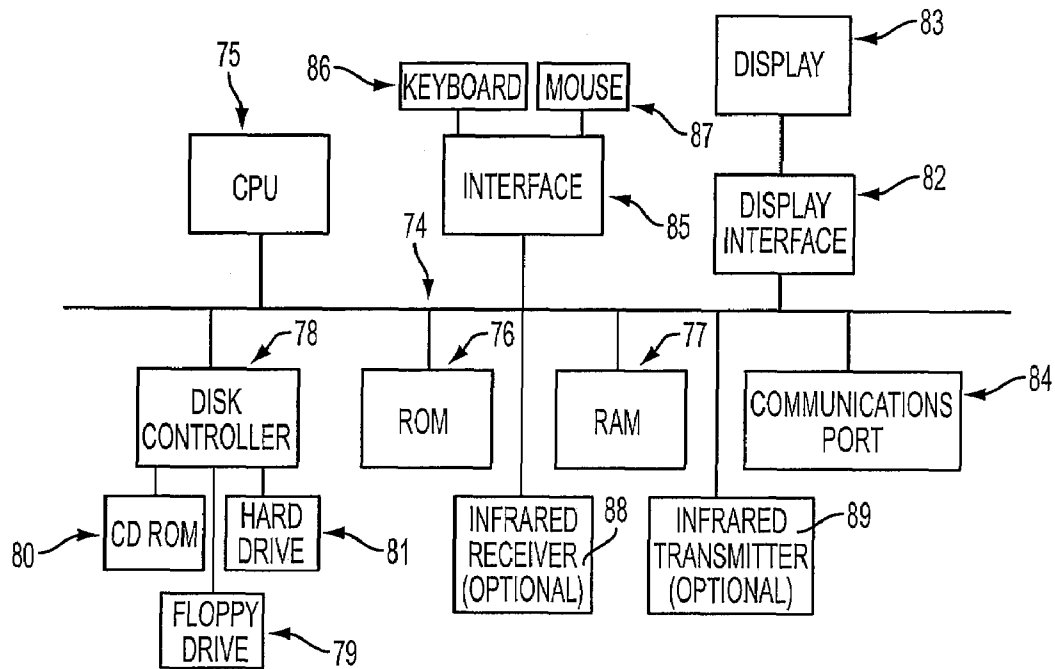 83
DISPLAY
86
KEYBOARD
MOUSE
87
75
CPU
INTERFACE
85
82
DISPLAY
INTERFACE
74
78
DISK
CONTROLLER
76
ROM
77
RAM
84
COMMUNICATIONS
PORT
80
CD ROM
HARD
DRIVE
81
FLOPPY
DRIVE
79
INFRARED
RECEIVER
(OPTIONAL)
88
INFRARED
TRANSMITTER
(OPTIONAL)
89